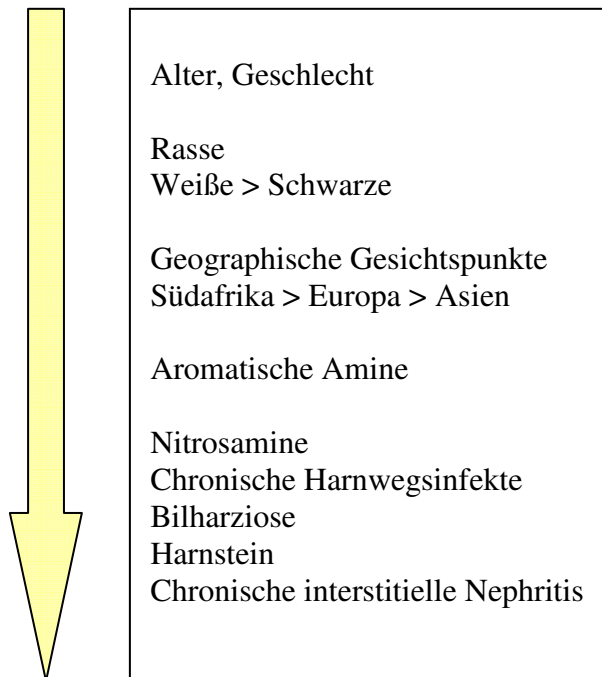 Alter, Geschlecht
Rasse
Weiße > Schwarze
Geographische Gesichtspunkte
Südafrika > Europa > Asien
Aromatische Amine
Nitrosamine
Chronische Harnwegsinfekte
Bilharziose
Harnstein
Chronische interstitielle Nephritis